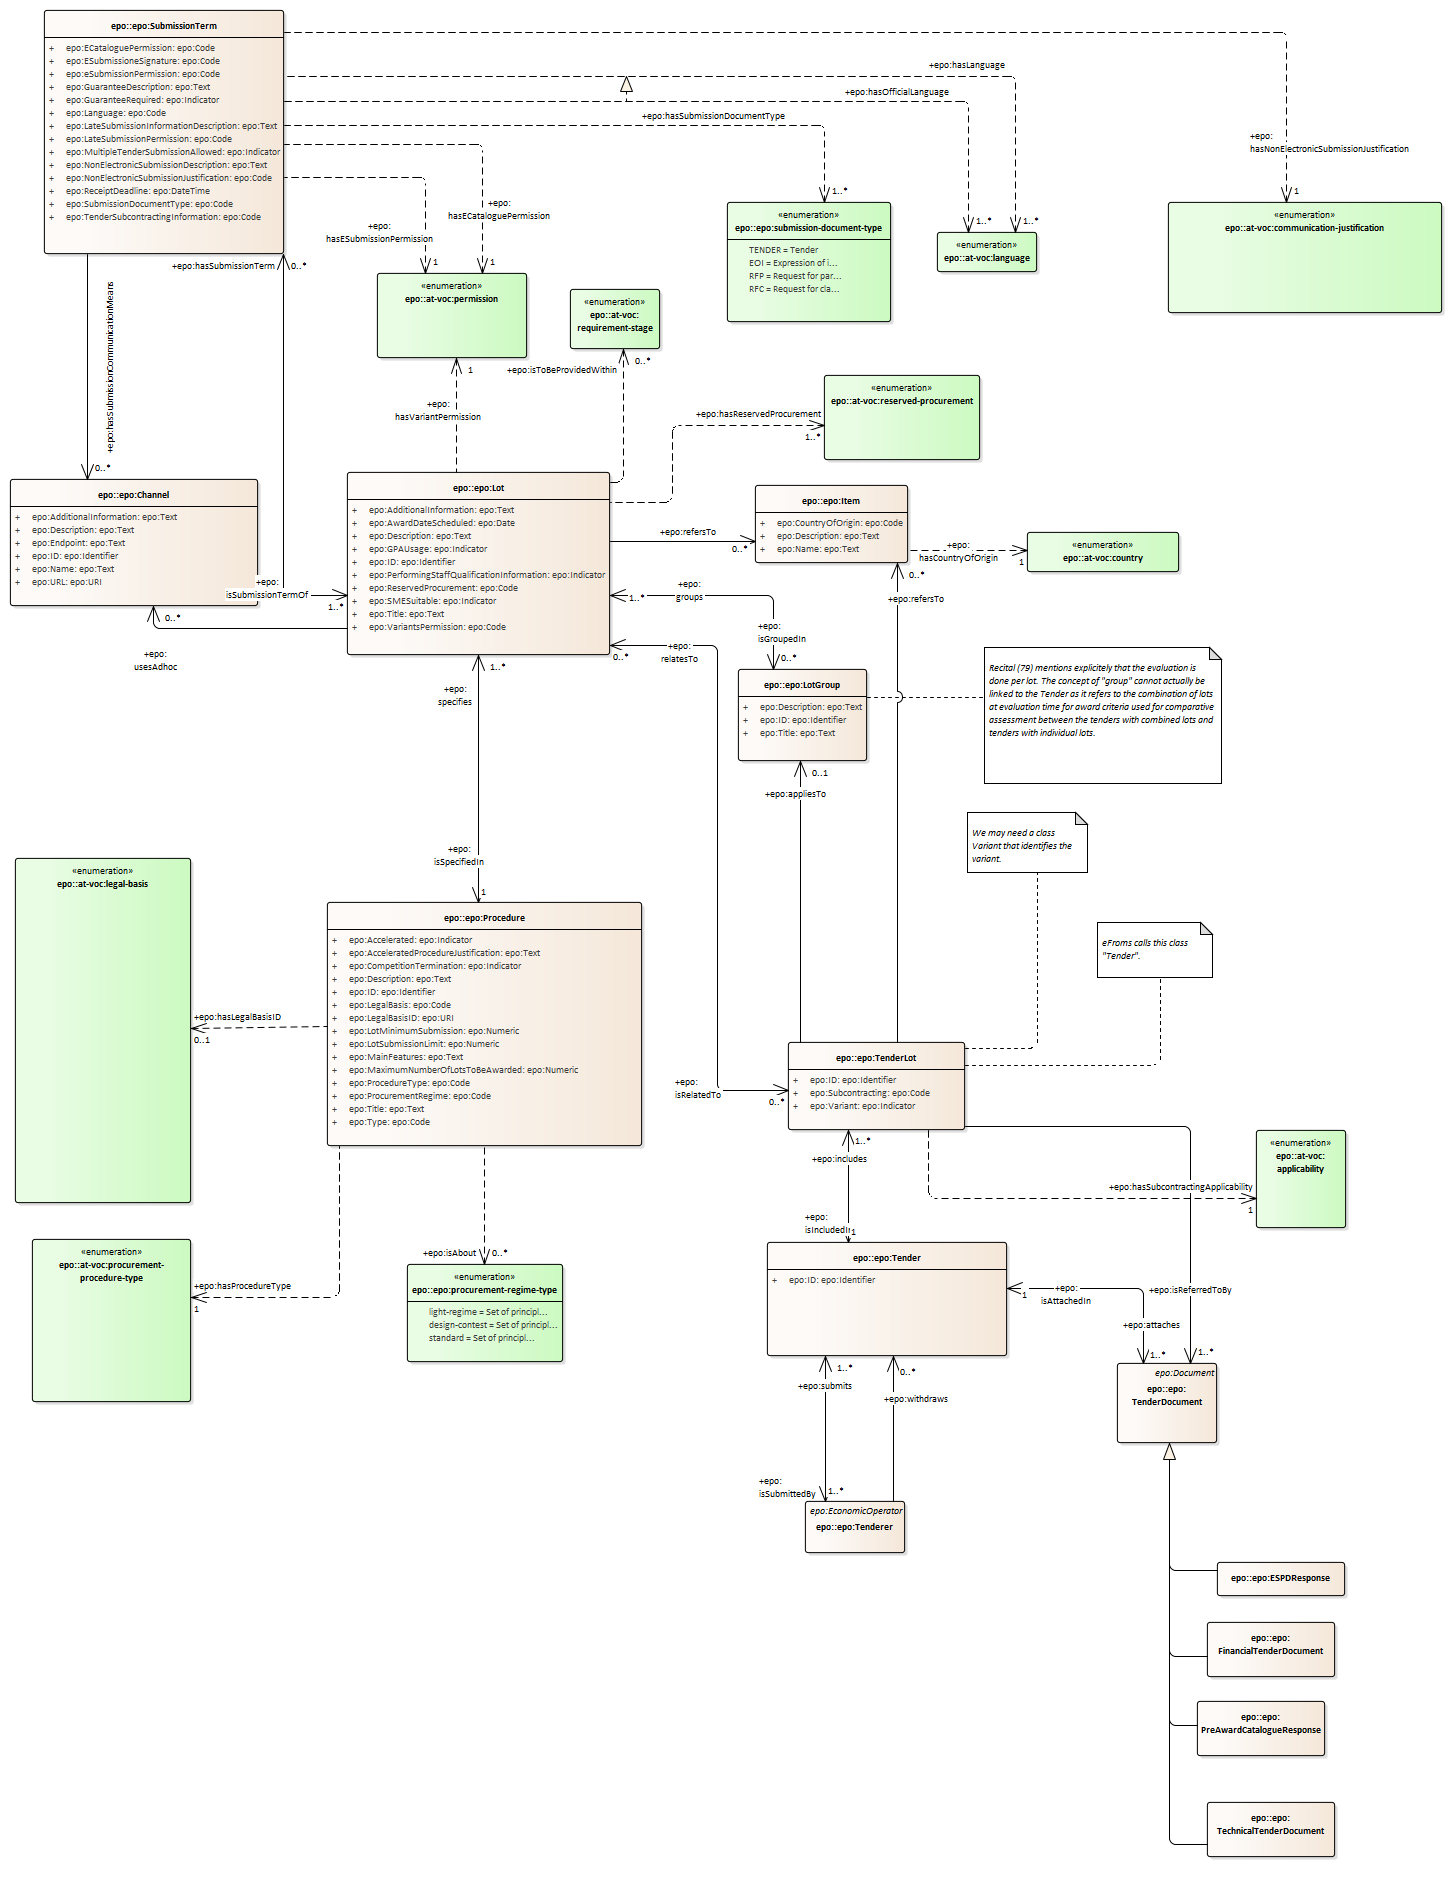 epo::epo:SubmissionTerm
+ epo:ECataloguePermission: epo:Code
+ epo:ESubmissioneSignature: epo:Code
+ epo:eSubmissionPermission: epo:Code
+ epo:GuaranteeDescription: epo:Text
+ epo:GuaranteeRequired: epo:Indicator
+ epo:Language: epo:Code
+ epo:LateSubmissionInformationDescription: epo:Text
+ epo:LateSubmissionPermission: epo:Code
+ epo:MultipleTenderSubmissionAllowed: epo:Indicator
+ epo:NonElectronicSubmissionDescription: epo:Text
+ epo:NonElectronicSubmissionJustification: epo:Code
+ epo:ReceiptDeadline: epo:DateTime
+ epo:SubmissionDocumentType: epo:Code
+ epo:TenderSubcontractingInformation: epo:Code
+epo:hasLanguage
+epo:hasOfficialLanguage
+epo:hasSubmissionDocumentType
+epo:
hasNonElectronicSubmissionJustification
1
1..*
1..*
1..*
+epo:
hasECataloguePermission
1
+epo:
hasESubmissionPermission
1
+epo:hasSubmissionTerm
0..*
+epo:hasSubmissionCommunicationMeans
0..*
«enumeration»
epo::epo:submission-document-type
TENDER = Tender
EOI = Expression of i...
RFP = Request for par...
RFC = Request for cla...
«enumeration»
epo::at-voc:language
«enumeration»
epo::at-voc:communication-justification
«enumeration»
epo::at-voc:permission
«enumeration»
epo::at-voc:
requirement-stage
0..*
+epo:isToBeProvidedWithin
1
+epo:
hasVariantPermission
«enumeration»
epo::at-voc:reserved-procurement
+epo:hasReservedProcurement
1..*
epo::epo:Channel
+ epo:AdditionalInformation: epo:Text
+ epo:Description: epo:Text
+ epo:Endpoint: epo:Text
+ epo:ID: epo:Identifier
+ epo:Name: epo:Text
+ epo:URL: epo:URI
+epo:
isSubmissionTermOf
1..*
0..*
+epo:
usesAdhoc
epo::epo:Lot
+ epo:AdditionalInformation: epo:Text
+ epo:AwardDateScheduled: epo:Date
+ epo:Description: epo:Text
+ epo:GPAUsage: epo:Indicator
+ epo:ID: epo:Identifier
+ epo:PerformingStaffQualificationInformation: epo:Indicator
+ epo:ReservedProcurement: epo:Code
+ epo:SMESuitable: epo:Indicator
+ epo:Title: epo:Text
+ epo:VariantsPermission: epo:Code
+epo:refersTo
0..*
epo::epo:Item
+ epo:CountryOfOrigin: epo:Code
+ epo:Description: epo:Text
+ epo:Name: epo:Text
+epo:
hasCountryOfOrigin
1
«enumeration»
epo::at-voc:country
0..*
+epo:refersTo
1..*
+epo:
groups
+epo:
isGroupedIn
0..*
0..*
+epo:
relatesTo
epo::epo:LotGroup
+ epo:Description: epo:Text
+ epo:ID: epo:Identifier
+ epo:Title: epo:Text
Recital (79) mentions explicitely that the evaluation is
done per lot. The concept of "group" cannot actually be
linked to the Tender as it refers to the combination of lots
at evaluation time for award criteria used for comparative
assessment between the tenders with combined lots and
tenders with individual lots.
0..1
+epo:appliesTo
1..*
+epo:
specifies
+epo:
isSpecifiedIn
1
We may need a class
Variant that identifies the
variant.
eFroms calls this class
"Tender".
«enumeration»
epo::at-voc:legal-basis
epo::epo:Procedure
+ epo:Accelerated: epo:Indicator
+ epo:AcceleratedProcedureJustification: epo:Text
+ epo:CompetitionTermination: epo:Indicator
+ epo:Description: epo:Text
+ epo:ID: epo:Identifier
+ epo:LegalBasis: epo:Code
+ epo:LegalBasisID: epo:URI
+ epo:LotMinimumSubmission: epo:Numeric
+ epo:LotSubmissionLimit: epo:Numeric
+ epo:MainFeatures: epo:Text
+ epo:MaximumNumberOfLotsToBeAwarded: epo:Numeric
+ epo:ProcedureType: epo:Code
+ epo:ProcurementRegime: epo:Code
+ epo:Title: epo:Text
+ epo:Type: epo:Code
+epo:hasLegalBasisID
0..1
+epo:
isRelatedTo
0..*
epo::epo:TenderLot
+ epo:ID: epo:Identifier
+ epo:Subcontracting: epo:Code
+ epo:Variant: epo:Indicator
1..*
+epo:includes
+epo:
isIncludedIn
1
+epo:hasSubcontractingApplicability
1
«enumeration»
epo::at-voc:
applicability
«enumeration»
epo::at-voc:procurement-
procedure-type
+epo:hasProcedureType
1
+epo:isAbout
0..*
«enumeration»
epo::epo:procurement-regime-type
light-regime = Set of principl...
design-contest = Set of principl...
standard = Set of principl...
epo::epo:Tender
+ epo:ID: epo:Identifier
1
+epo:
isAttachedIn
+epo:isReferredToBy
+epo:attaches
1..*
1..*
epo:Document
epo::epo:
TenderDocument
1..*
+epo:submits
0..*
+epo:withdraws
+epo:
isSubmittedBy
1..*
epo:EconomicOperator
epo::epo:Tenderer
epo::epo:ESPDResponse
epo::epo:
FinancialTenderDocument
epo::epo:
PreAwardCatalogueResponse
epo::epo:
TechnicalTenderDocument